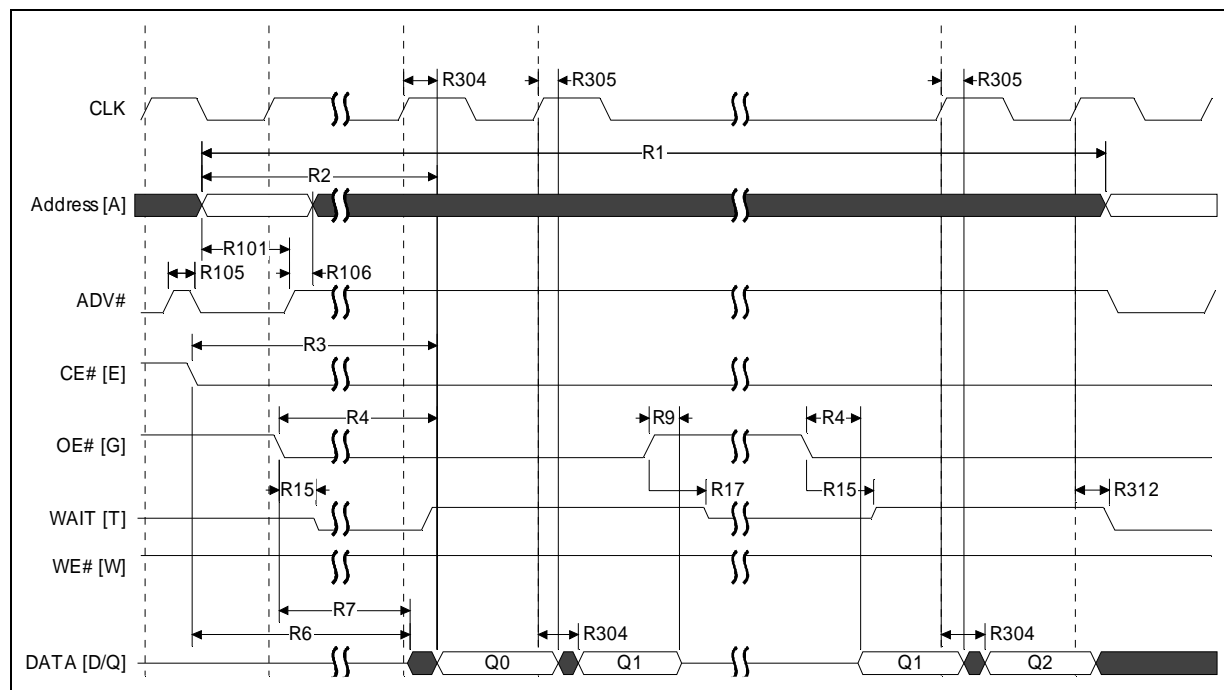 R304 R305 R305
CLK
R1
R2
Address [A]
R101
R105 R106
ADV#
R3
CE# [E]
R4 R9 R4
OE# [G]
R15 R17 R15 R312
WAIT [T]
WE# [W]
R7
R6 R304 R304
DATA [D/Q] Q0 Q1 Q1 Q2